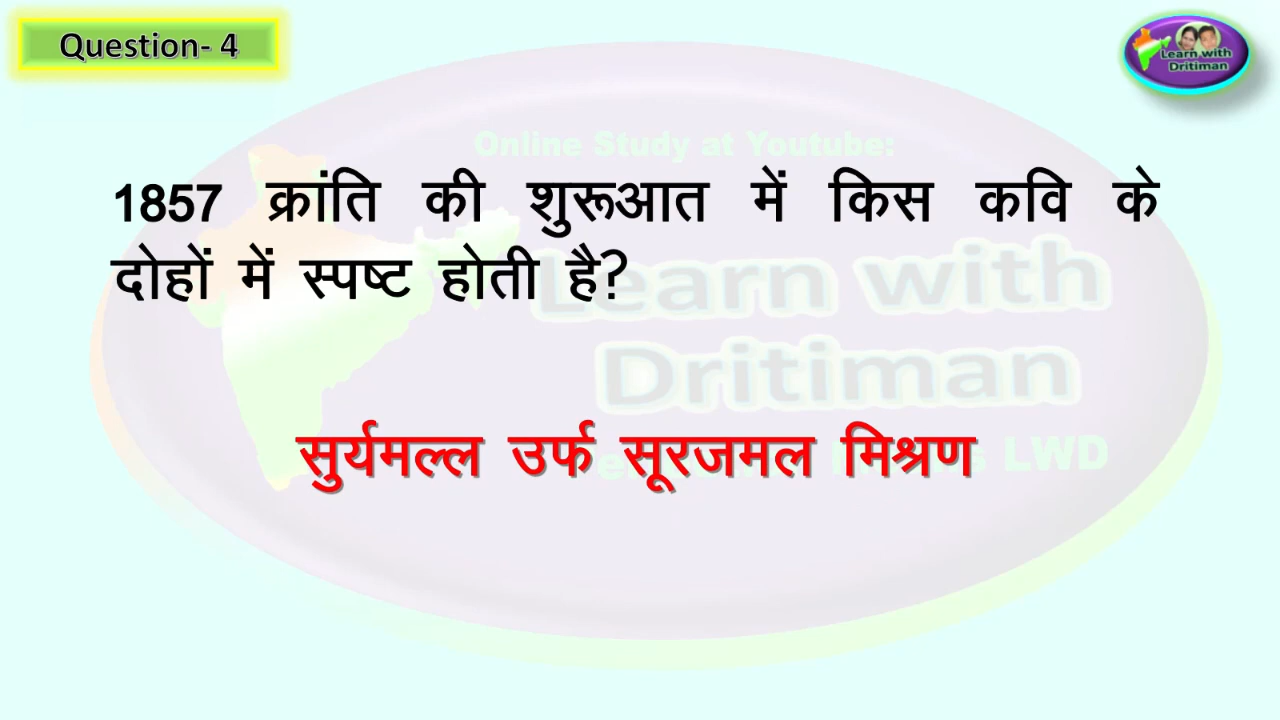 Question- 4
Learn with
Dritiman
Online Study at Youtube:
1857 क्रांति की शुरूआत में किस कवि के
दोहों में स्पष्ट होती है?
Learn with
Dritiman
सुर्यमल्ल उर्फ सूरजमल मिश्रण
LWD